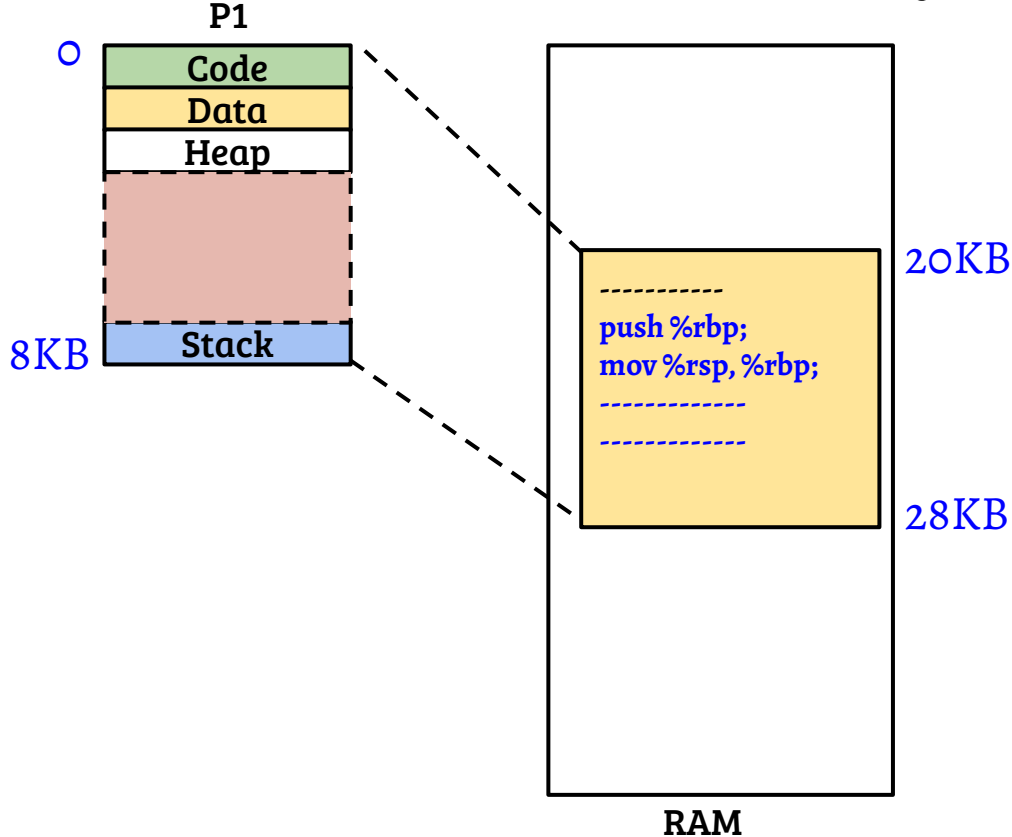 P1
0
Code
Data
Heap
Stack
8KB
20KB
-----------
push %rbp;
mov %rsp, %rbp;
-------------
-------------
28KB
RAM